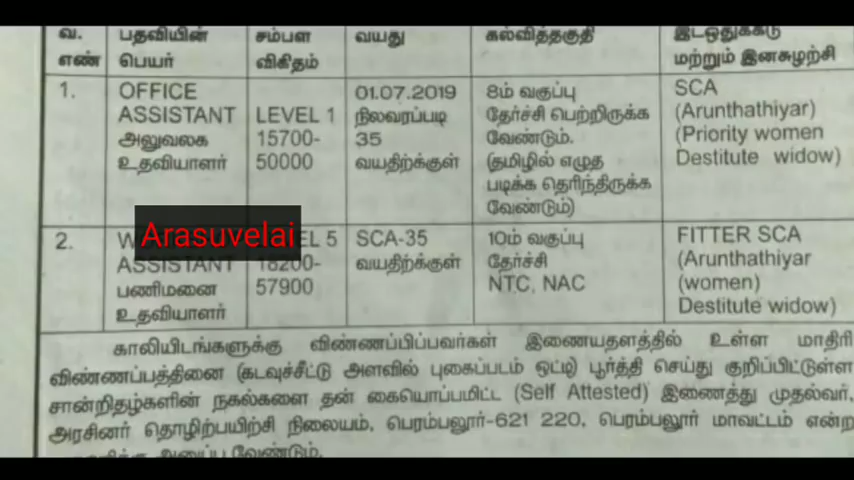 வ. பதவியின் சம்பள வயது கல்வித்தகுதி இடஒதுக்கீடு
எண் பெயர் விகிதம் மற்றும் இனசுழற்சி
1. OFFICE 01.07.2019 8ம் வகுப்பு SCA
ASSISTANT LEVEL 1 நிலவரப்படி தேர்ச்சி பெற்றிருக்க (Arunthathiyar)
அலுவலக 15700- 35 வேண்டும். (Priority women
உதவியாளர் 50000 வயதிற்குள் (தமிழில் எழுத Destitute widow)
படிக்க தெரிந்திருக்க
வேண்டும்)
2. Arasuvelai EL 5 SCA-35 10ம் வகுப்பு FITTER SCA
ASSISTANT 18200- வயதிற்குள் தேர்ச்சி (Arunthathiyar
பணிமனை 57900 NTC, NAC (women)
உதவியாளர் Destitute widow)
காலியிடங்களுக்கு விண்ணப்பிப்பவர்கள் இணையதளத்தில் உள்ள மாதிரி
விண்ணப்பத்தினை (கடவுச்சீட்டு அளவில் புகைப்படம் ஒட்டி) பூர்த்தி செய்து குறிப்பிட்டுள்ள
சான்றிதழ்களின் நகல்களை தன் கையொப்பமிட்ட (Self Attested) இணைத்து முதல்வர்,
அரசினர் தொழிற்பயிற்சி நிலையம், பெரம்பலூர்-621 220, பெரம்பலூர் மாவட்டம் என்ற
அனுப்ப வேண்டும்.